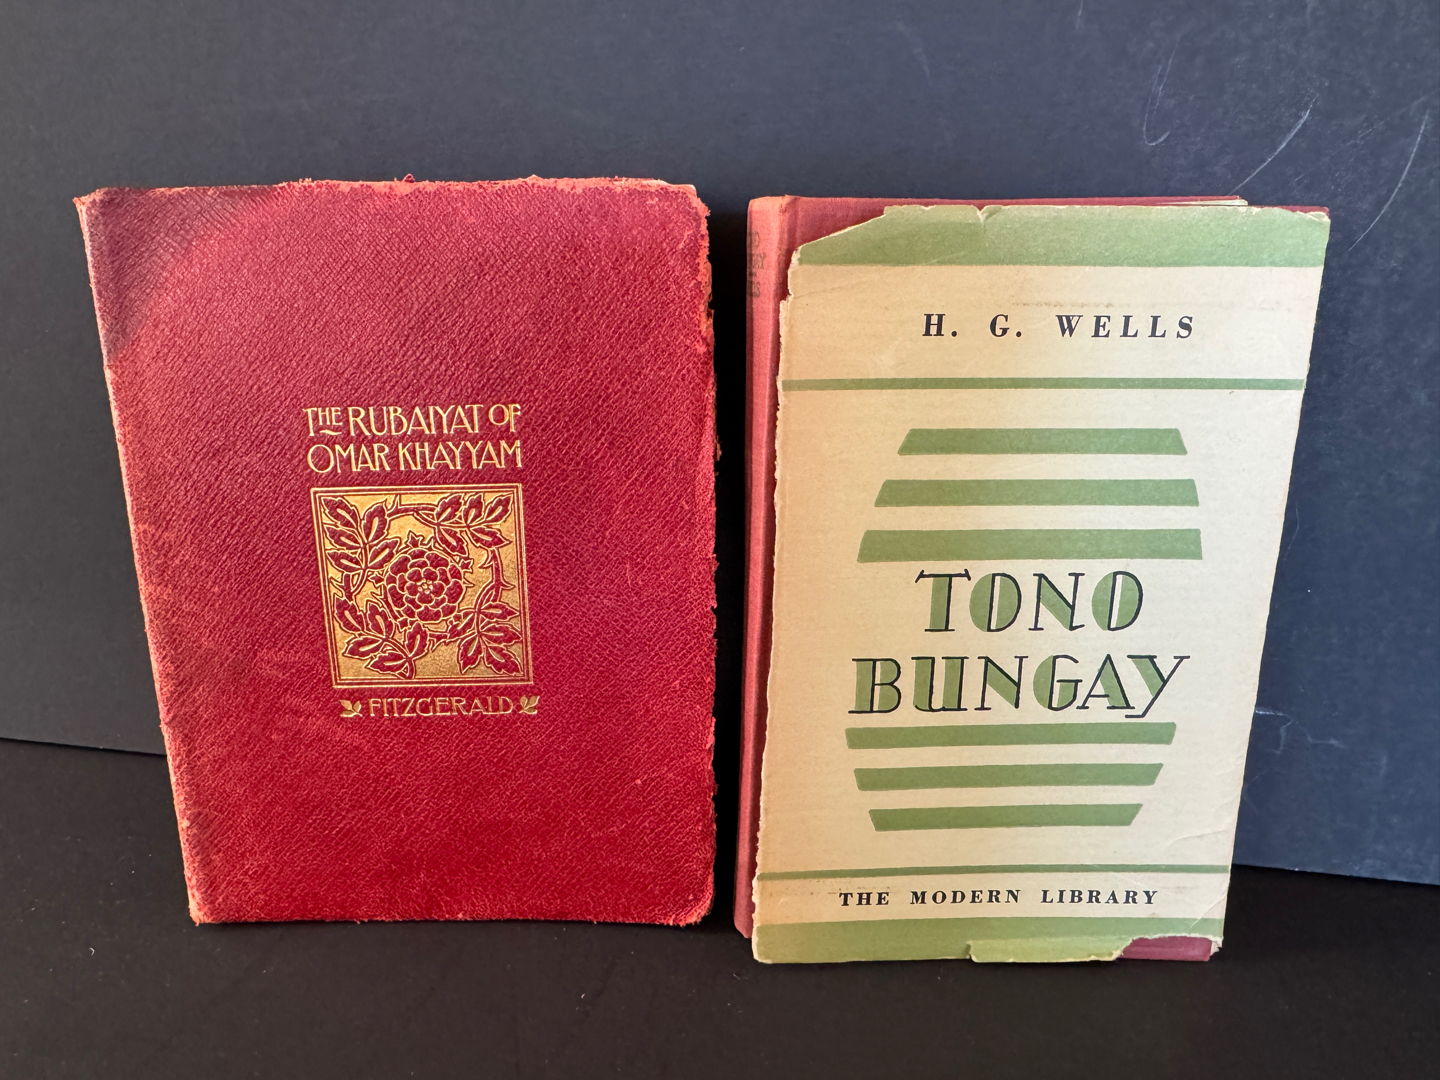 THE RUBAIYAT OF
OMAR KHAYYAM
FITZGERALD
H. G. WELLS
TONO
BUNGAY
THE MODERN LIBRARY